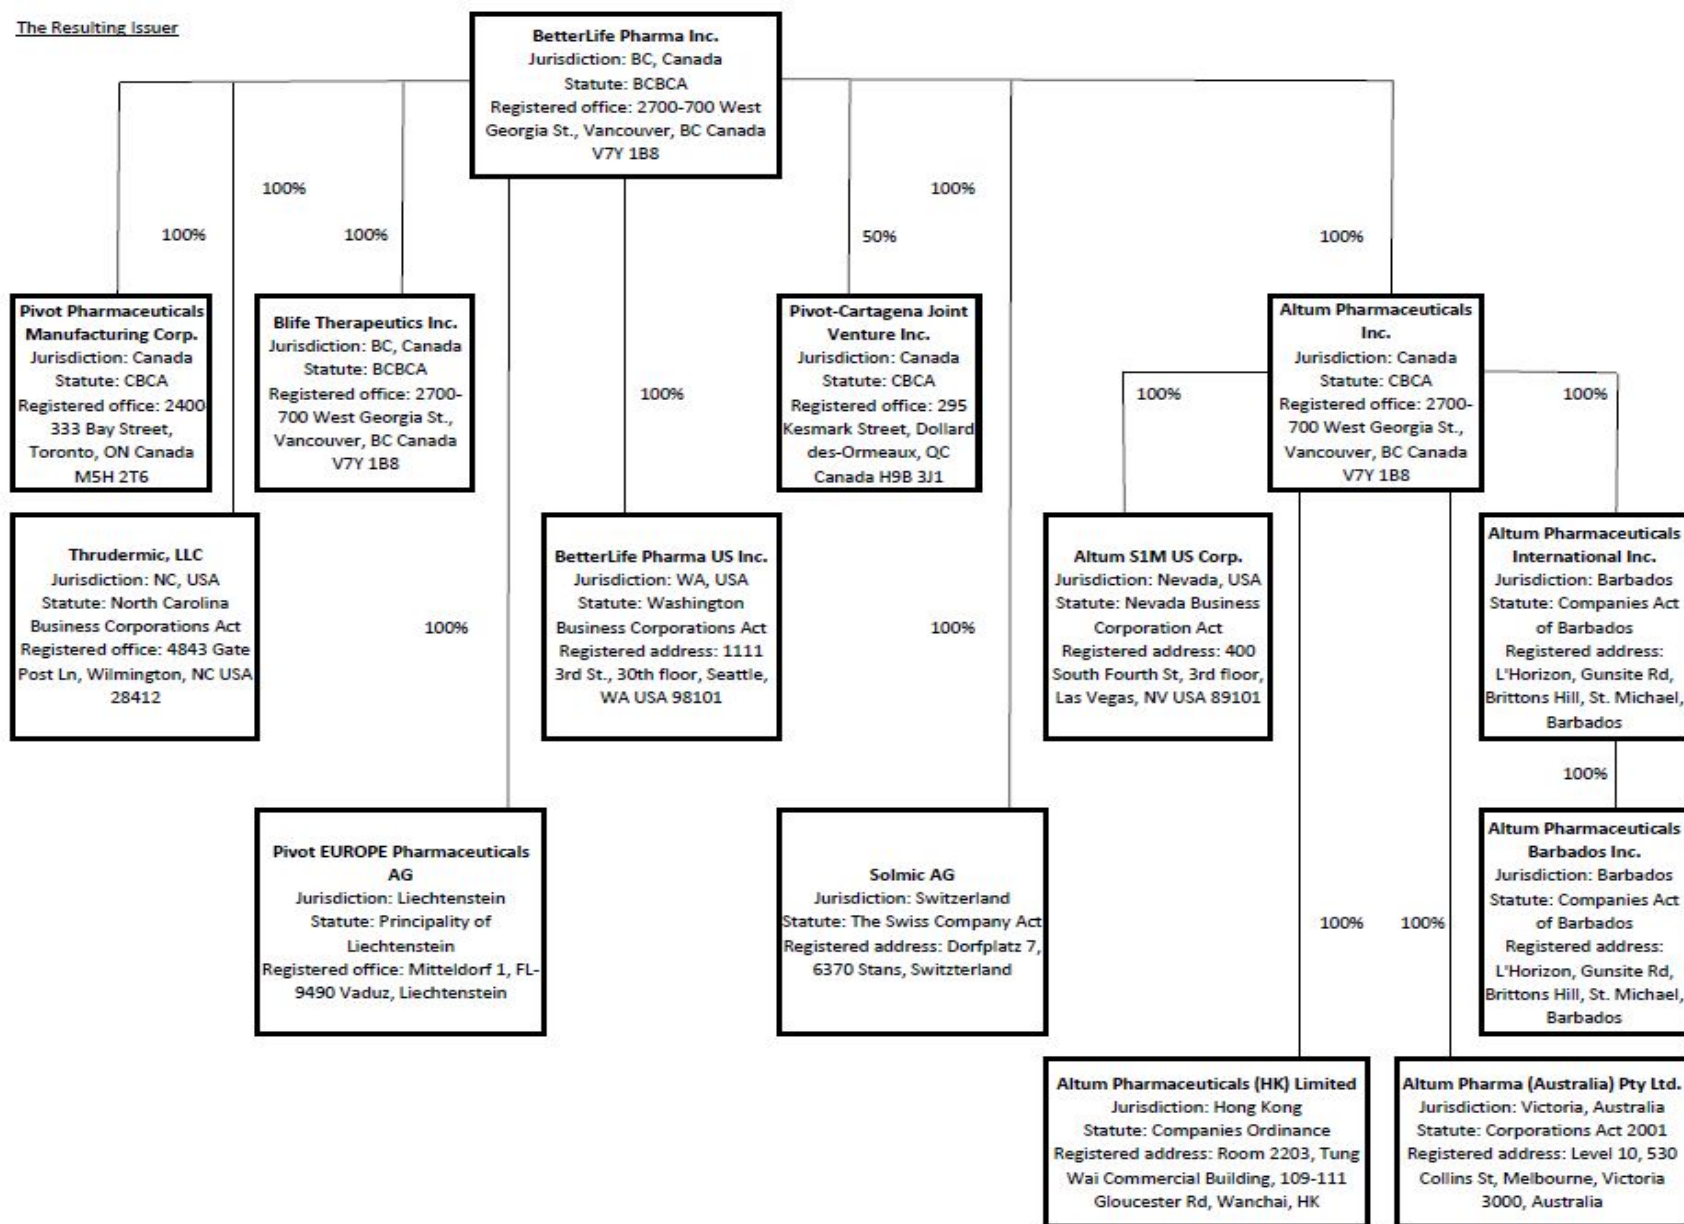 The Resulting Issuer
BetterLife Pharma Inc.
Jurisdiction: BC, Canada
Statute: BCBCA
Registered office: 2700-700 West
Georgia St., Vancouver, BC Canada
V7Y 1B8
100%
100%
100%
100%
50%
100%
Pivot Pharmaceuticals
Manufacturing Corp.
Jurisdiction: Canada
Statute: CBCA
Registered office: 2400-
333 Bay Street,
Toronto, ON Canada
M5H 2T6
Blife Therapeutics Inc.
Jurisdiction: BC, Canada
Statute: BCBCA
Registered office: 2700-
700 West Georgia St.,
Vancouver, BC Canada
V7Y 1B8
100%
Pivot-Cartagena Joint
Venture Inc.
Jurisdiction: Canada
Statute: CBCA
Registered office: 295
Kesmark Street, Dollard
des-Ormeaux, QC
Canada H9B 3J1
100%
Altum Pharmaceuticals
Inc.
Jurisdiction: Canada
Statute: CBCA
Registered office: 2700-
700 West Georgia St.,
Vancouver, BC Canada
V7Y 1B8
100%
Thrudermic, LLC
Jurisdiction: NC, USA
Statute: North Carolina
Business Corporations Act
Registered office: 4843 Gate
Post Ln, Wilmington, NC USA
28412
100%
BetterLife Pharma US Inc.
Jurisdiction: WA, USA
Statute: Washington
Business Corporations Act
Registered address: 1111
3rd St., 30th floor, Seattle,
WA USA 98101
100%
Altum S1M US Corp.
Jurisdiction: Nevada, USA
Statute: Nevada Business
Corporation Act
Registered address: 400
South Fourth St, 3rd floor,
Las Vegas, NV USA 89101
Altum Pharmaceuticals
International Inc.
Jurisdiction: Barbados
Statute: Companies Act
of Barbados
Registered address:
L'Horizon, Gunsite Rd,
Brittons Hill, St. Michael,
Barbados
100%
Pivot EUROPE Pharmaceuticals
AG
Jurisdiction: Liechtenstein
Statute: Principality of
Liechtenstein
Registered office: Mitteldorf 1, FL-
9490 Vaduz, Liechtenstein
Solmic AG
Jurisdiction: Switzerland
Statute: The Swiss Company Act
Registered address: Dorfplatz 7,
6370 Stans, Switzterland
100%
100%
Altum Pharmaceuticals
Barbados Inc.
Jurisdiction: Barbados
Statute: Companies Act
of Barbados
Registered address:
L'Horizon, Gunsite Rd,
Brittons Hill, St. Michael,
Barbados
Altum Pharmaceuticals (HK) Limited
Jurisdiction: Hong Kong
Statute: Companies Ordinance
Registered address: Room 2203, Tung
Wai Commercial Building, 109-111
Gloucester Rd, Wanchai, HK
Altum Pharma (Australia) Pty Ltd.
Jurisdiction: Victoria, Australia
Statute: Corporations Act 2001
Registered address: Level 10, 530
Collins St, Melbourne, Victoria
3000, Australia